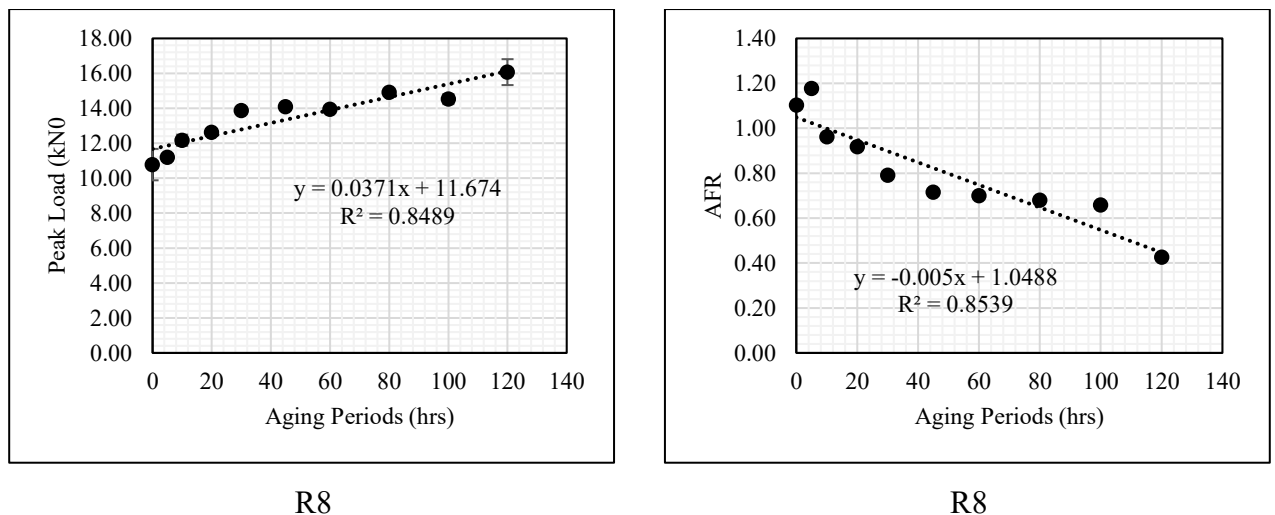 18.00
16.00
14.00
12.00
10.00
8.00
6.00
4.00
2.00
0.00
Peak Load (kN0
y = 0.0371x + 11.674
R² = 0.8489
0 20 40 60 80 100 120 140
Aging Periods (hrs)
R8
1.40
1.20
1.00
0.80
0.60
0.40
0.20
0.00
AFR
y = -0.005x + 1.0488
R² = 0.8539
0 20 40 60 80 100 120 140
Aging Periods (hrs)
R8